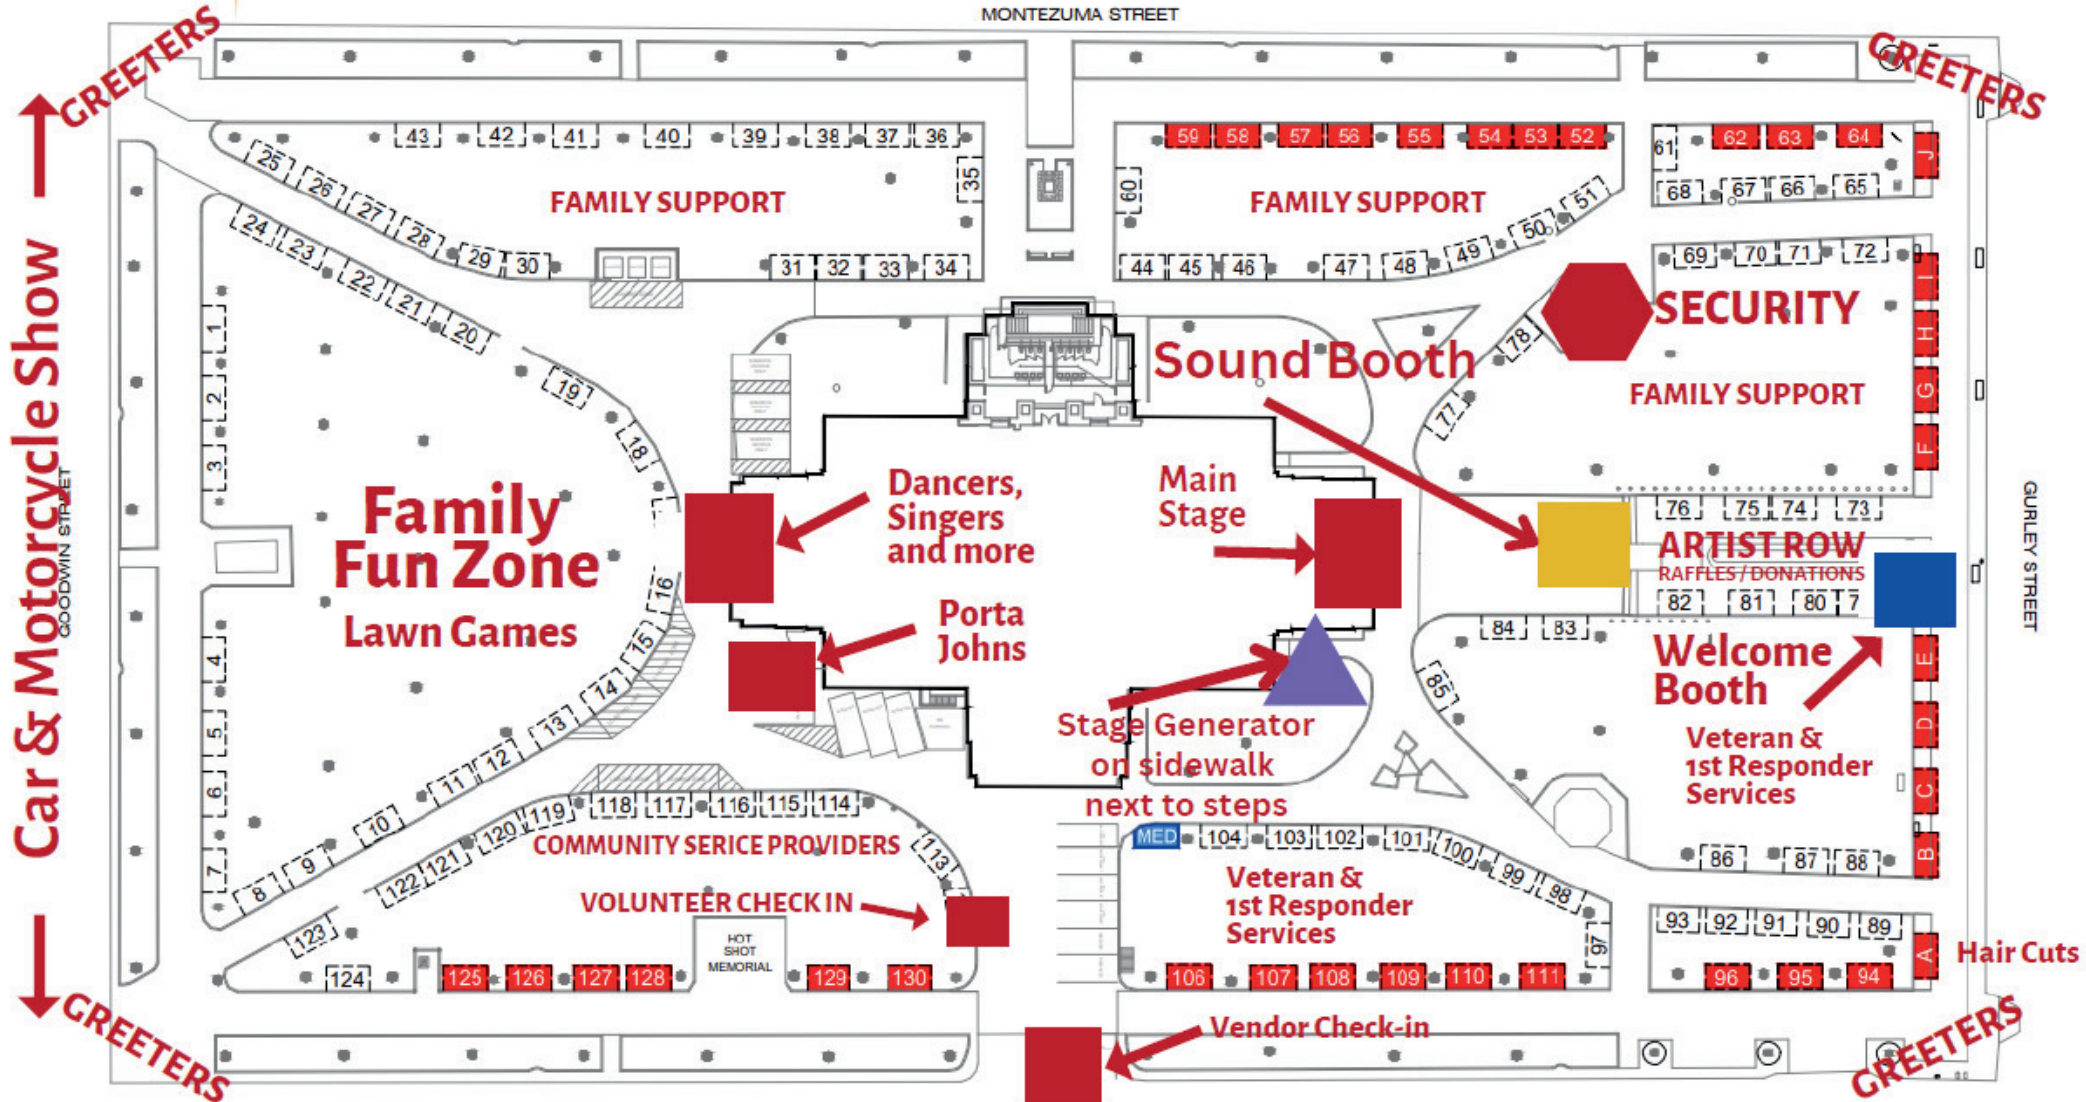 MONTEZUMA STREET
GREETERS
GREETERS
43 42 41 40 39 38 37 36
59 58 57 56 55 54 53 52
62 63 64
J
61
25 26 27 28 29 30
35
60
51
50
49
68 67 66 65
FAMILY SUPPORT
FAMILY SUPPORT
24 23 22 21 20
31 32 33 34
44 45 46 47 48
69 70 71 72
I
H
G
F
SECURITY
FAMILY SUPPORT
78
77
19
18
1
2
3
Car & Motorcycle Show
GOODWIN STREET
Sound Booth
Dancers,
Singers
and more
Main
Stage
Family
Fun Zone
Lawn Games
76 75 74 73
ARTIST ROW
RAFFLES / DONATIONS
82 81 80 7
GURLEY STREET
16
15
14
13
12
11
10
9
8
4
5
6
7
Porta
Johns
84 83
85
Welcome
Booth
Veteran &
1st Responder
Services
E
D
C
B
Stage Generator
on sidewalk
next to steps
119 118 117 116 115 114
120
121
122
113
COMMUNITY SERICE PROVIDERS
VOLUNTEER CHECK IN
MED 104 103 102 101 100 99 98
97
86 87 88
93 92 91 90 89
Veteran &
1st Responder
Services
HOT
SHOT
MEMORIAL
123
124 125 126 127 128 129 130
106 107 108 109 110 111
96 95 94
A
Hair Cuts
Vendor Check-in
GREETERS
GREETERS